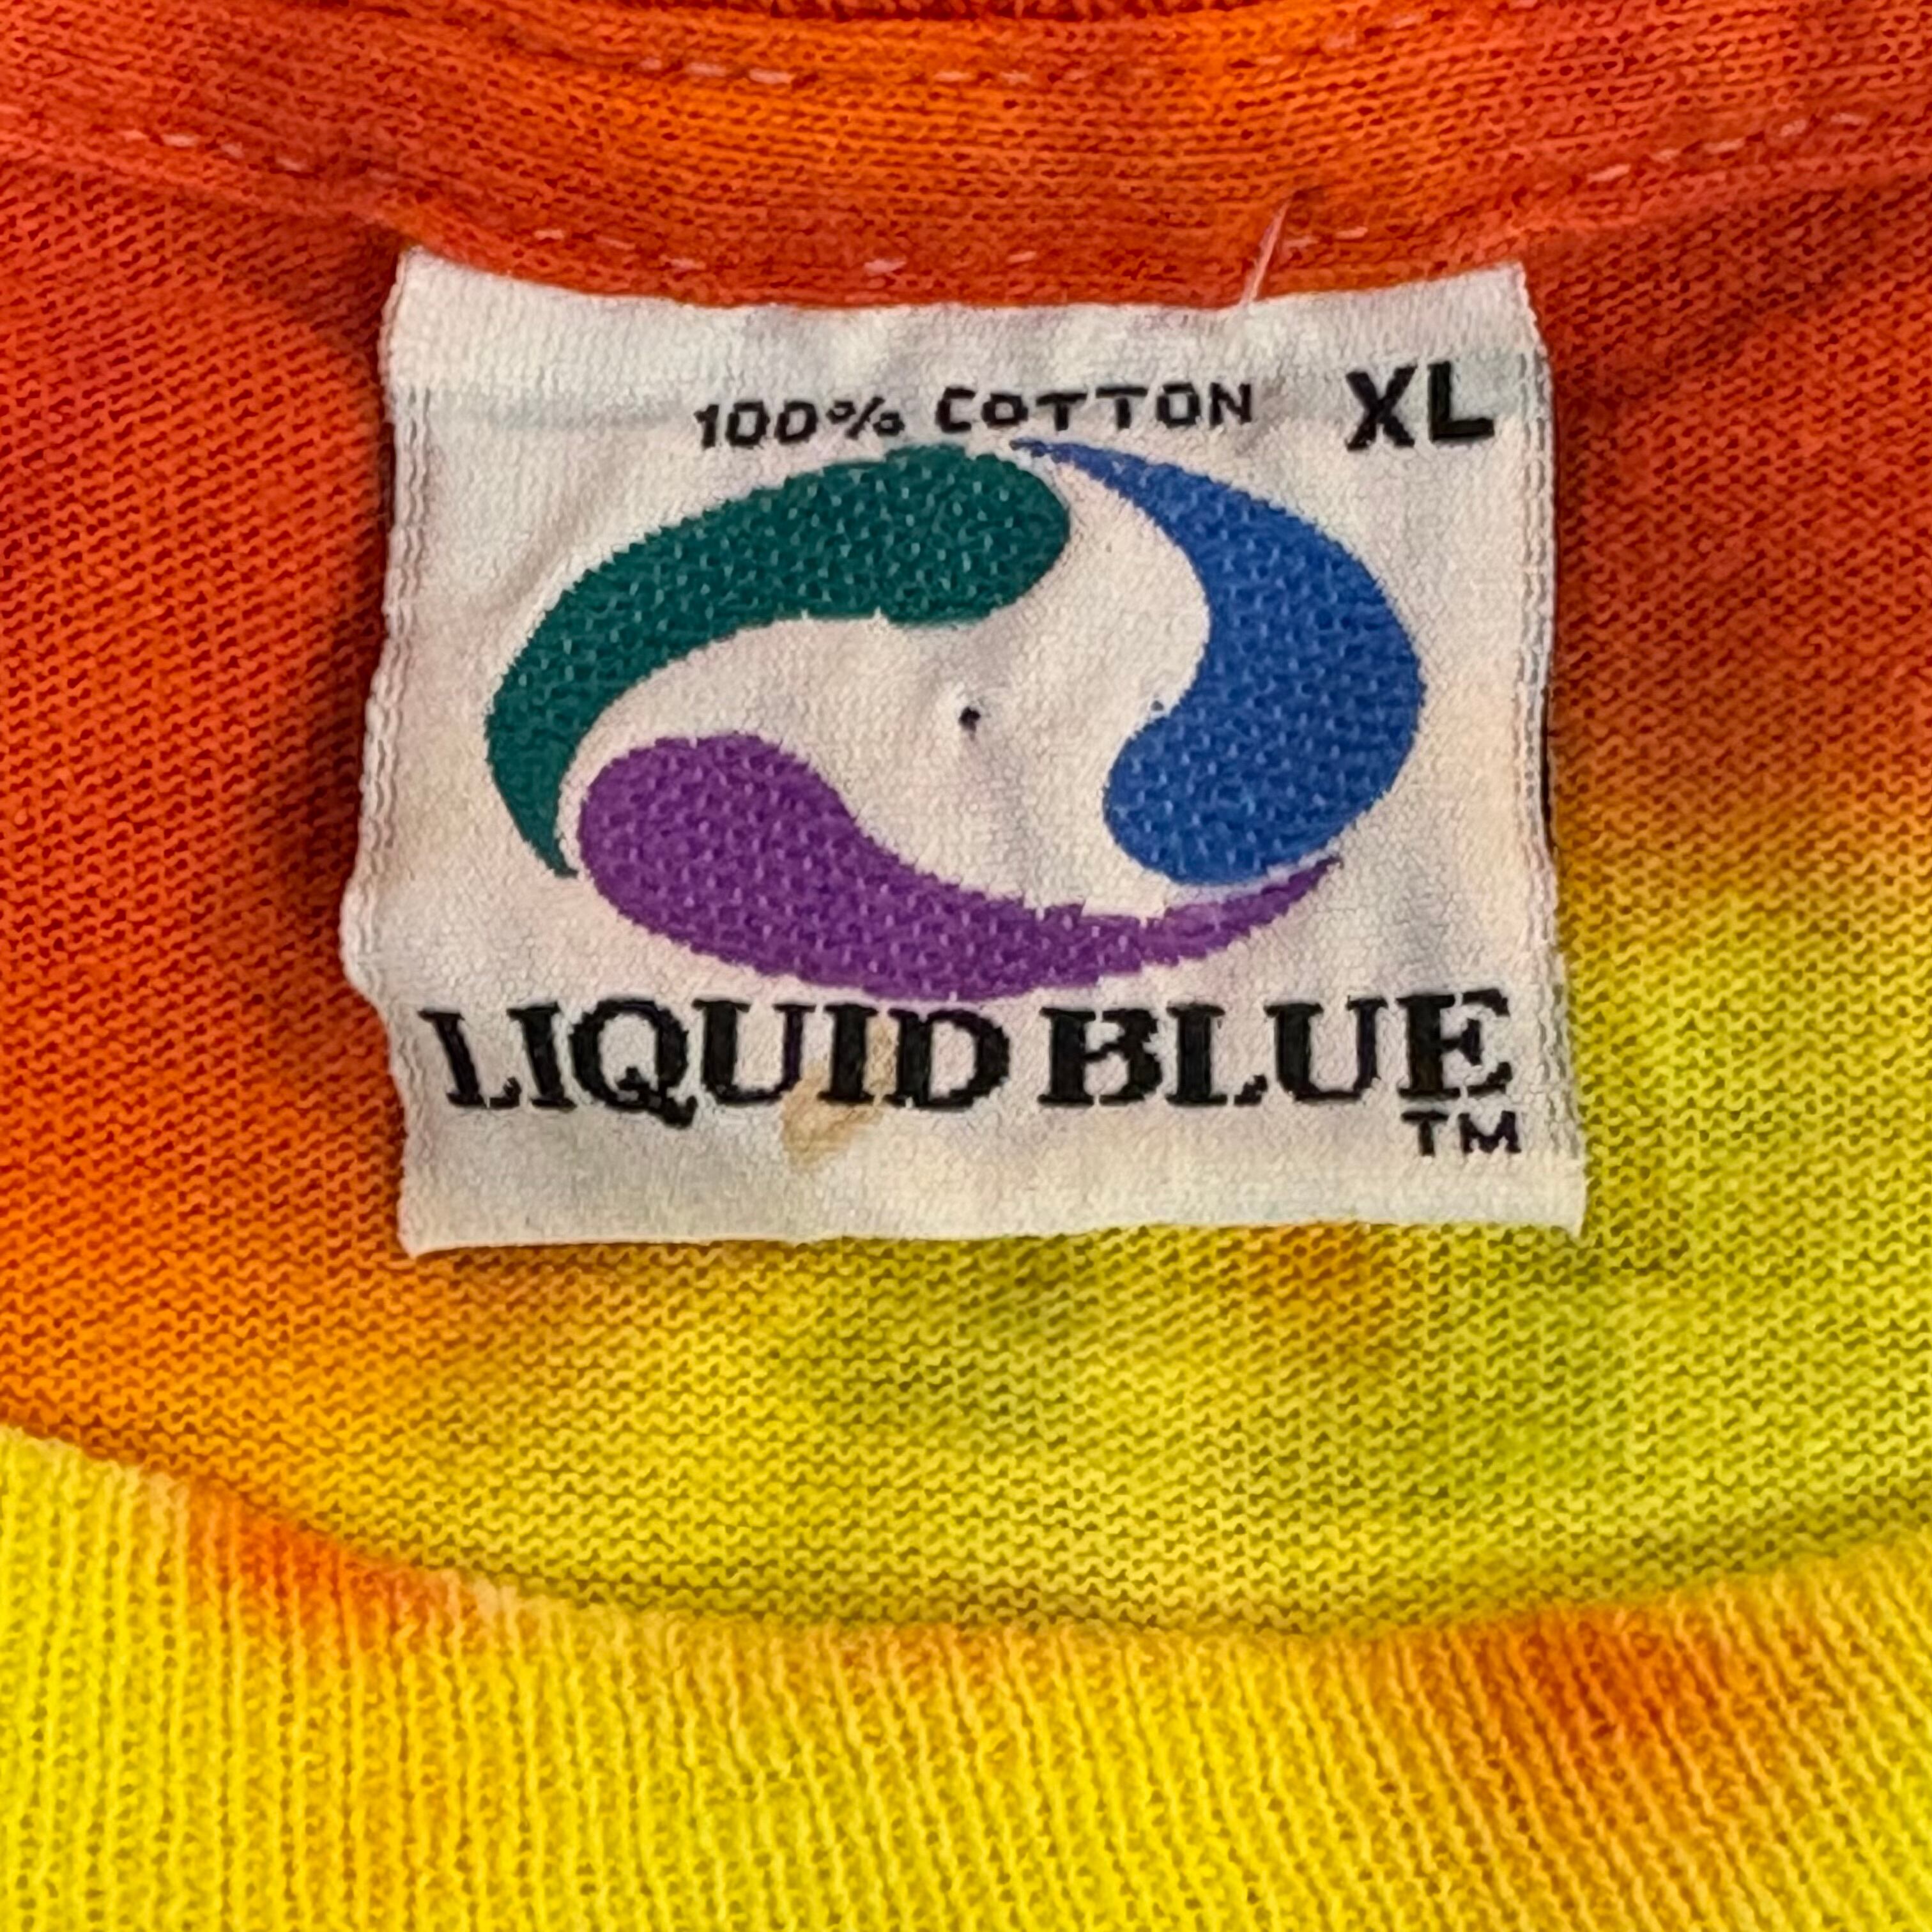 100% COTTON XL
LIQUID BLUE
TM